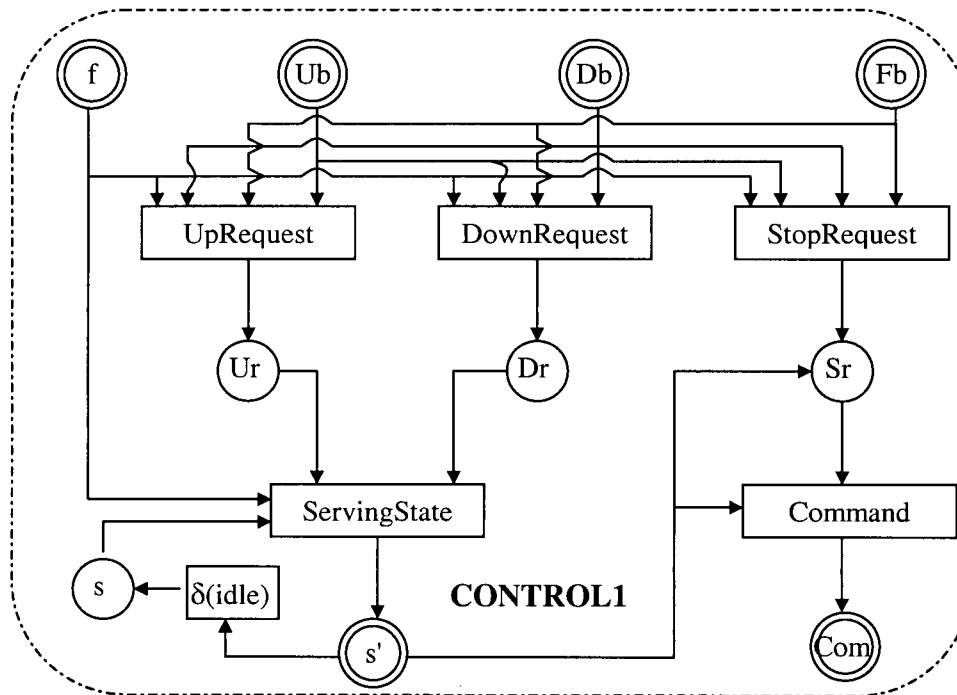 f Ub Db Fb
UpRequest DownRequest StopRequest
Ur Dr Sr
ServingState Command
s δ(idle) CONTROL1
s' Com